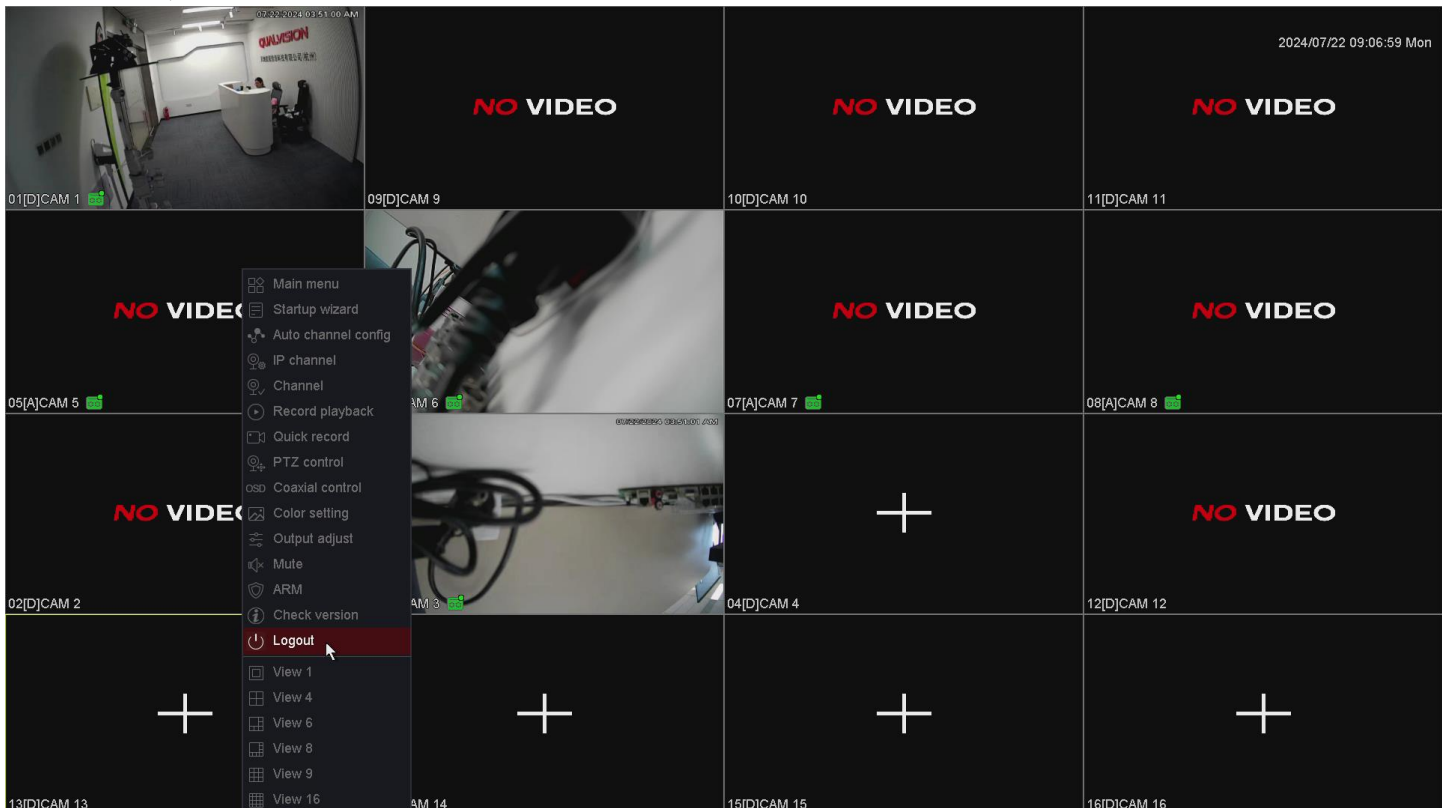 07-22-2024 03:51:00 AM
QUALVISION
01[D]CAM 1
NO VIDEO
09[D]CAM 9
NO VIDEO
10[D]CAM 10
2024/07/22 09:06:59 Mon
NO VIDEO
11[D]CAM 11
NO VIDEO
05[A]CAM 5
AM 6
NO VIDEO
07[A]CAM 7
NO VIDEO
08[A]CAM 8
NO VIDEO
02[D]CAM 2
07-22-2024 03:51:01 AM
AM 3
04[D]CAM 4
NO VIDEO
12[D]CAM 12
13[D]CAM 13
AM 14
15[D]CAM 15
16[D]CAM 16
Main menu
Startup wizard
Auto channel config
IP channel
Channel
Record playback
Quick record
PTZ control
OSD Coaxial control
Color setting
Output adjust
Mute
ARM
Check version
Logout
View 1
View 4
View 6
View 8
View 9
View 16